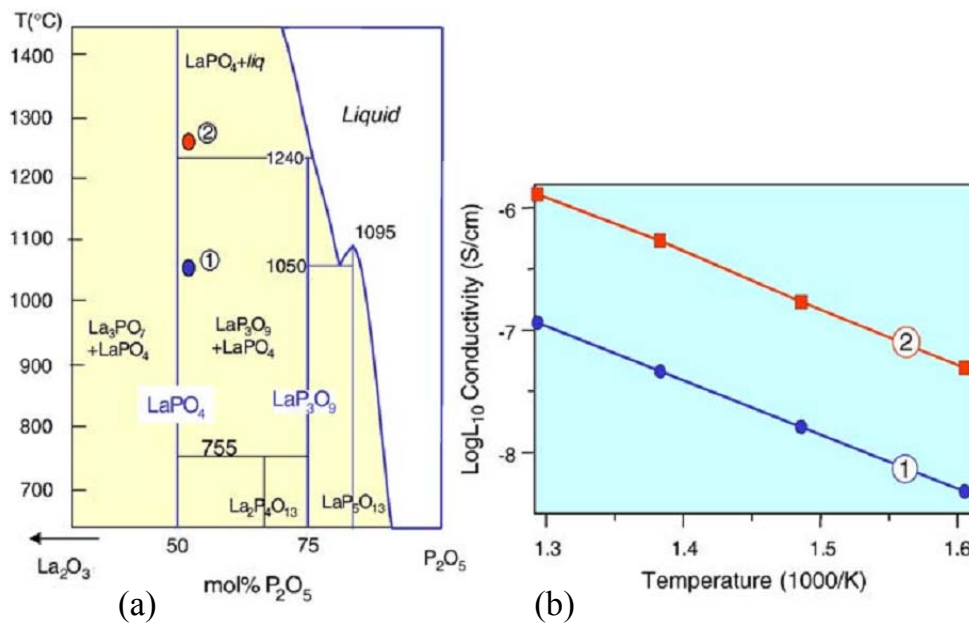 T(°C)
1400
1300
1200
1100
1000
900
800
700
LaPO₄+liq
Liquid
②
1240
1095
①
1050
La₃PO₇
+LaPO₄
LaP₃O₉
+LaPO₄
LaPO₄
LaP₃O₉
755
La₂P₄O₁₃
LaP₅O₁₃
50
75
La₂O₃
mol% P₂O₅
P₂O₅
(a)
LogL₁₀ Conductivity (S/cm)
-6
-7
-8
②
①
1.3
1.4
1.5
1.6
Temperature (1000/K)
(b)